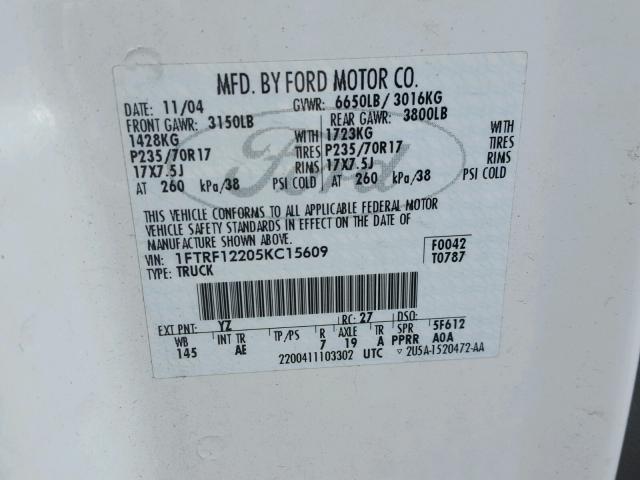 MFD. BY FORD MOTOR CO.
DATE: 11/04 GVWR: 6650LB/ 3016KG
FRONT GAWR: 3150LB REAR GAWR: 3800LB
1428KG WITH 1723KG WITH
P235/70R17 TIRES P235/70R17 TIRES
17X7.5J RIMS 17X7.5J RIMS
AT 260 kPa/38 PSI COLD AT 260 kPa/38 PSI COLD
THIS VEHICLE CONFORMS TO ALL APPLICABLE FEDERAL MOTOR
VEHICLE SAFETY STANDARDS IN EFFECT ON THE DATE OF
MANUFACTURE SHOWN ABOVE.
VIN: 1FTRF12205KC15609 F0042
TYPE: TRUCK T0787
EXT PNT: YZ RC: 27 DSO:
WB INT TR TP/PS R AXLE TR SPR 5F612
145 AE 7 19 A PPRR A0A
2200411103302 UTC ▽ 2U5A-1520472-AA
Ford